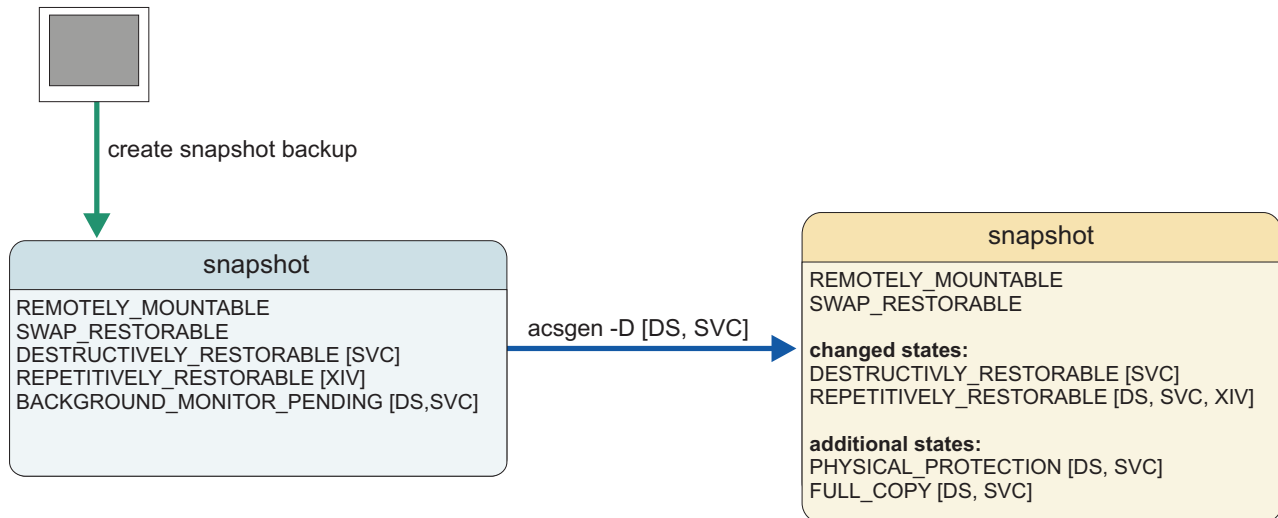 create snapshot backup
snapshot
REMOTELY_MOUNTABLE
SWAP_RESTORABLE
DESTRUCTIVELY_RESTORABLE [SVC]
REPETITIVELY_RESTORABLE [XIV]
BACKGROUND_MONITOR_PENDING [DS,SVC]
acsgen -D [DS, SVC]
snapshot
REMOTELY_MOUNTABLE
SWAP_RESTORABLE
changed states:
DESTRUCTIVLY_RESTORABLE [SVC]
REPETITIVELY_RESTORABLE [DS, SVC, XIV]
additional states:
PHYSICAL_PROTECTION [DS, SVC]
FULL_COPY [DS, SVC]